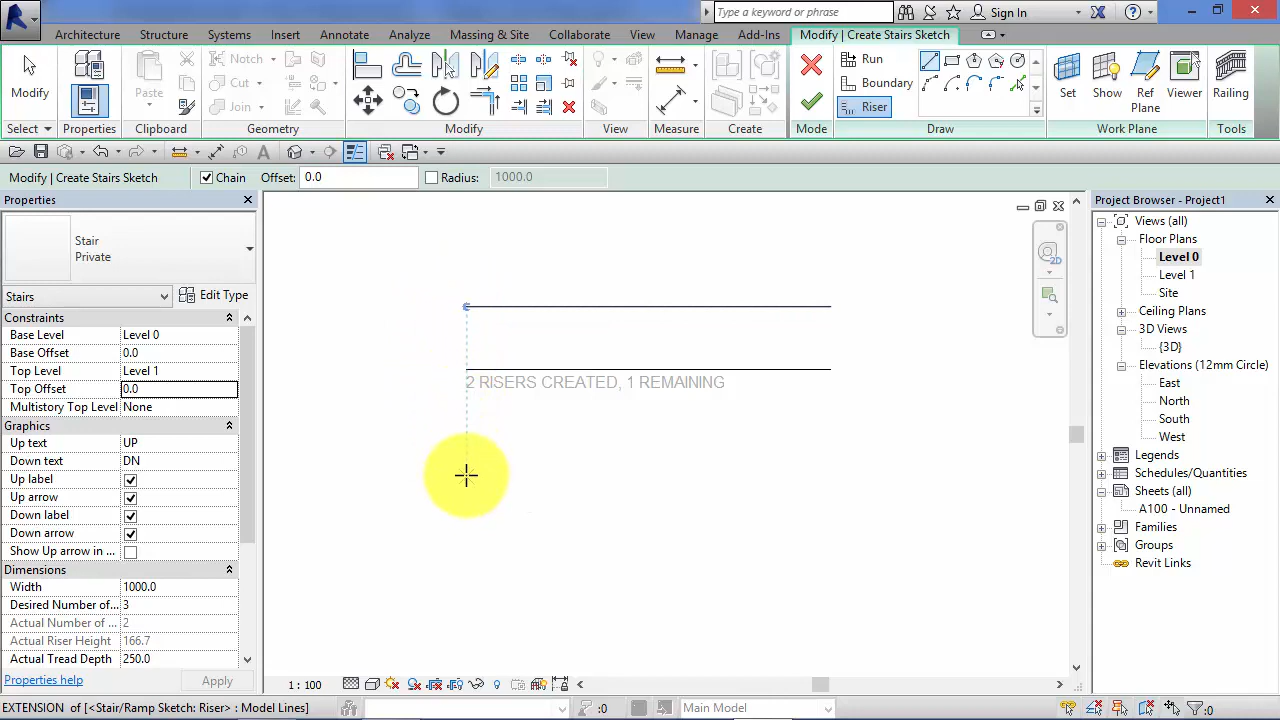 Type a keyword or phrase
Sign In
Architecture Structure Systems Insert Annotate Analyze Massing & Site Collaborate View Manage Add-Ins Modify | Create Stairs Sketch
Modify
Paste
Notch
Cut
Join
Run
Boundary
Riser
Set
Show
Ref Plane
Viewer
Railing
Select
Properties
Clipboard
Geometry
Modify
View
Measure
Create
Mode
Draw
Work Plane
Tools
Modify | Create Stairs Sketch
Chain
Offset: 0.0
Radius: 1000.0
Properties
Stair
Private
Stairs
Edit Type
Constraints
Base Level Level 0
Base Offset 0.0
Top Level Level 1
Top Offset 0.0
Multistory Top Level None
Graphics
Up text UP
Down text DN
Up label
Up arrow
Down label
Down arrow
Show Up arrow in ...
Dimensions
Width 1000.0
Desired Number of... 3
Actual Number of ... 2
Actual Riser Height 166.7
Actual Tread Depth 250.0
Properties help
Apply
2 RISERS CREATED, 1 REMAINING
2D
Project Browser - Project1
Views (all)
Floor Plans
Level 0
Level 1
Site
Ceiling Plans
3D Views
{3D}
Elevations (12mm Circle)
East
North
South
West
Legends
Schedules/Quantities
Sheets (all)
A100 - Unnamed
Families
Groups
Revit Links
1 : 100
EXTENSION of [<Stair/Ramp Sketch: Riser> : Model Lines]
:0
Main Model
:0